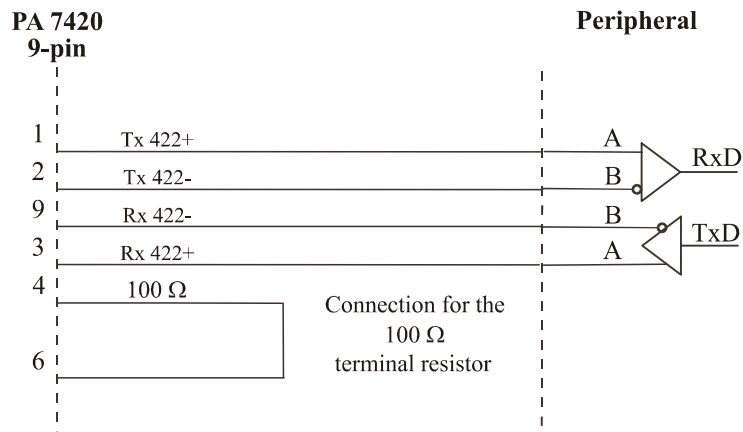 PA 7420
9-pin
Peripheral
1 Tx 422+ A RxD
2 Tx 422- B
9 Rx 422- B TxD
3 Rx 422+ A
4 100 Ω
6
Connection for the
100 Ω
terminal resistor